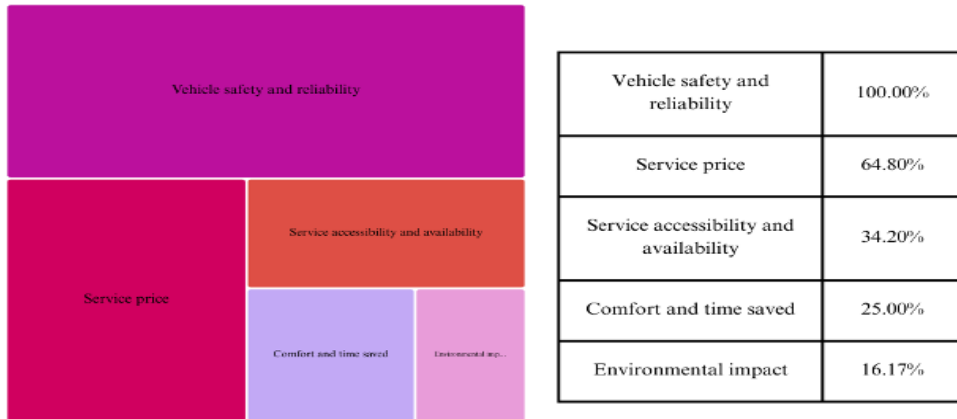 Vehicle safety and reliability
Service price
Service accessibility and availability
Comfort and time saved
Environmental imp...
Vehicle safety and
reliability
100.00%
Service price
64.80%
Service accessibility and
availability
34.20%
Comfort and time saved
25.00%
Environmental impact
16.17%